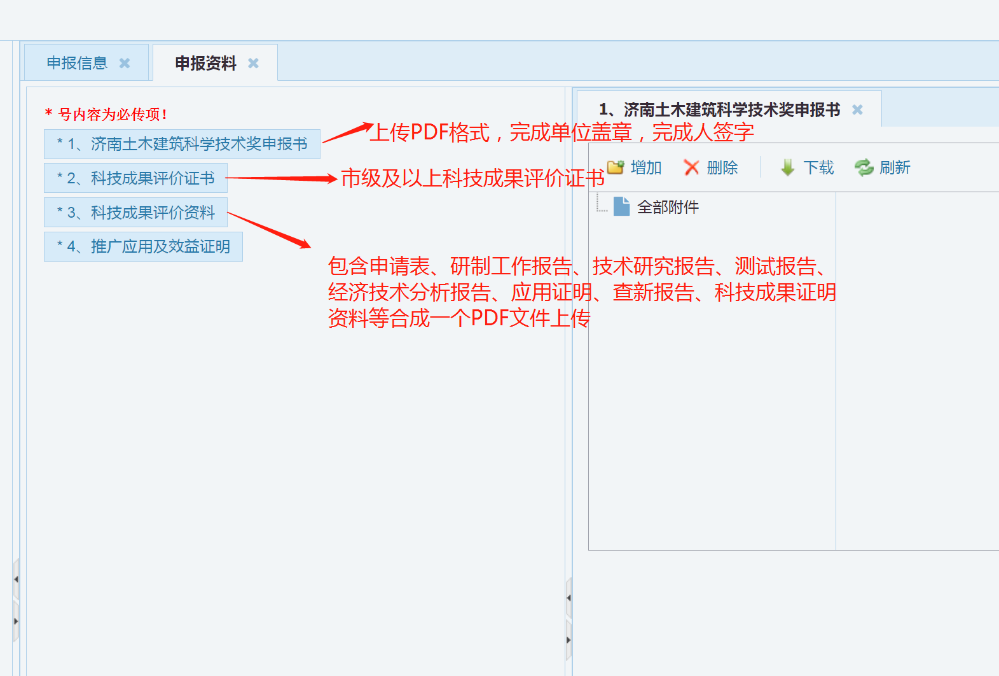 申报信息
申报资料
* 号内容为必传项!
* 1、济南土木建筑科学技术奖申报书
* 2、科技成果评价证书
* 3、科技成果评价资料
* 4、推广应用及效益证明
上传PDF格式，完成单位盖章，完成人签字
市级及以上科技成果评价证书
包含申请表、研制工作报告、技术研究报告、测试报告、
经济技术分析报告、应用证明、查新报告、科技成果证明
资料等合成一个PDF文件上传
1、济南土木建筑科学技术奖申报书
增加 删除 下载 刷新
全部附件